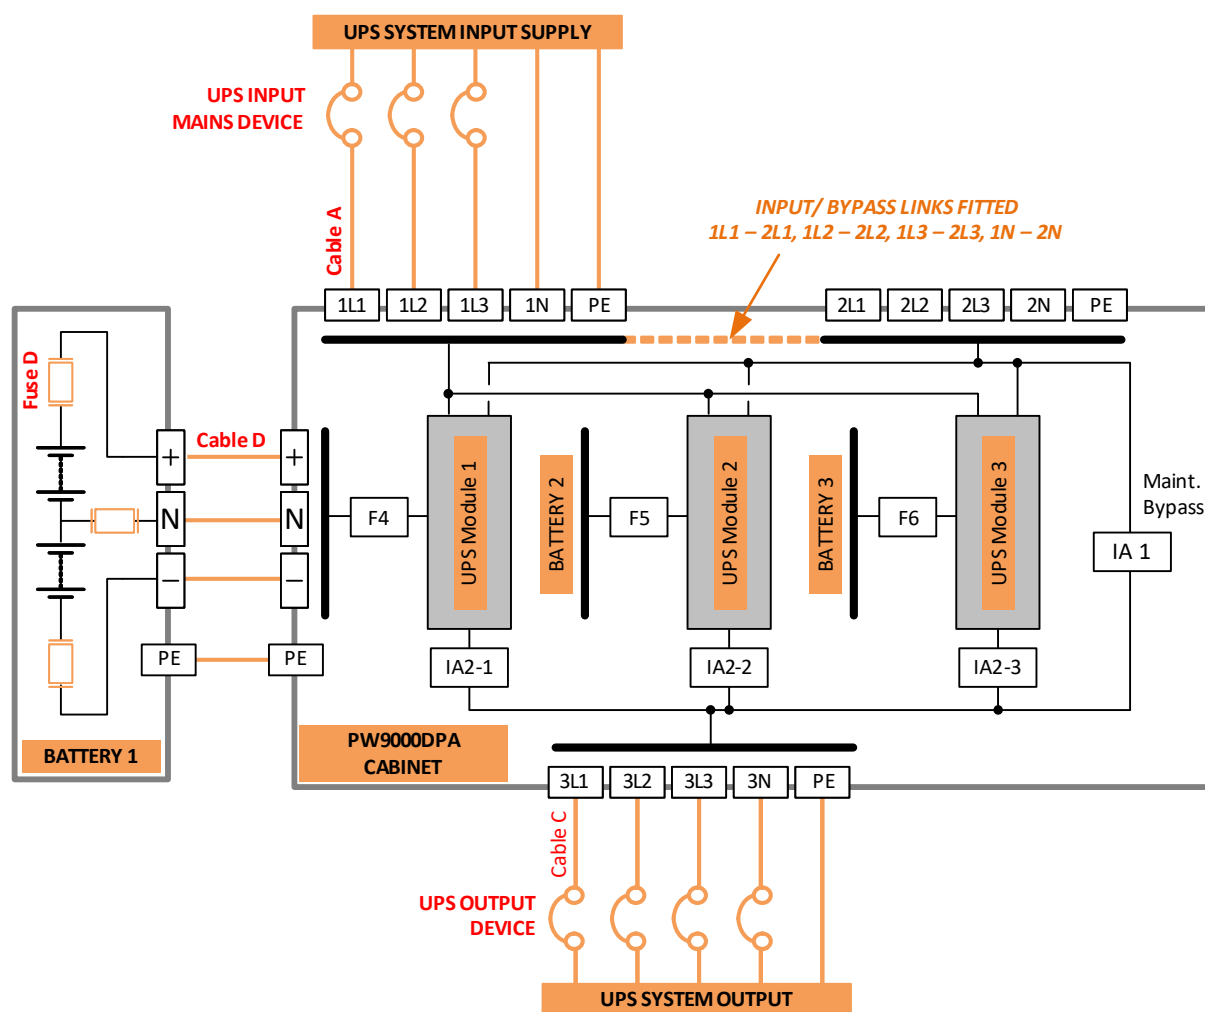 UPS SYSTEM INPUT SUPPLY
UPS INPUT
MAINS DEVICE
Cable A
INPUT/ BYPASS LINKS FITTED
1L1 – 2L1, 1L2 – 2L2, 1L3 – 2L3, 1N – 2N
1L1 1L2 1L3 1N PE 2L1 2L2 2L3 2N PE
Fuse D
Cable D
+ +
N N
– –
PE PE
BATTERY 1
F4
UPS Module 1
BATTERY 2
F5
UPS Module 2
BATTERY 3
F6
UPS Module 3
Maint.
Bypass
IA 1
IA2-1 IA2-2 IA2-3
PW9000DPA
CABINET
3L1 3L2 3L3 3N PE
Cable C
UPS OUTPUT
DEVICE
UPS SYSTEM OUTPUT